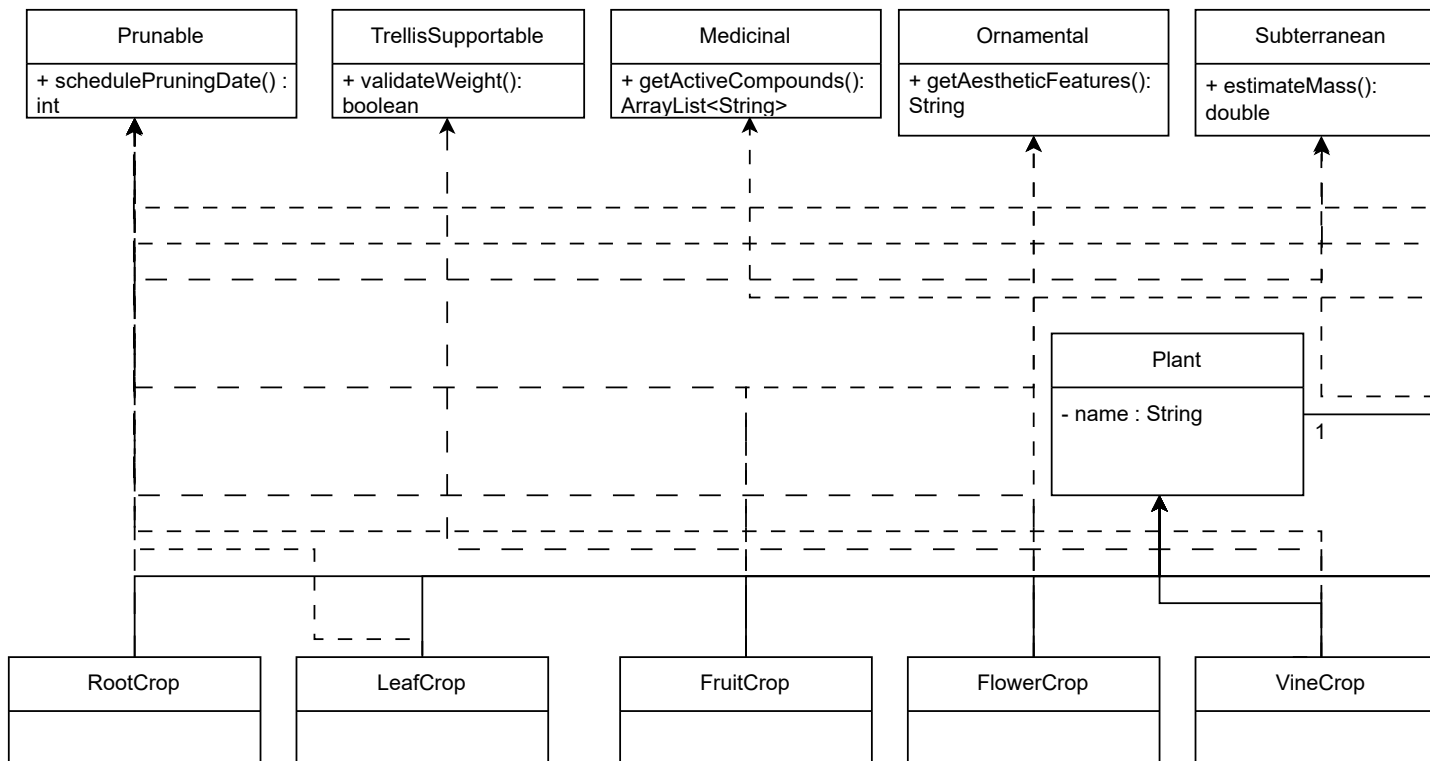 Prunable
+ schedulePruningDate() :
int
TrellisSupportable
+ validateWeight():
boolean
Medicinal
+ getActiveCompounds():
ArrayList<String>
Ornamental
+ getAestheticFeatures():
String
Subterranean
+ estimateMass():
double
Plant
- name : String
1
RootCrop
LeafCrop
FruitCrop
FlowerCrop
VineCrop